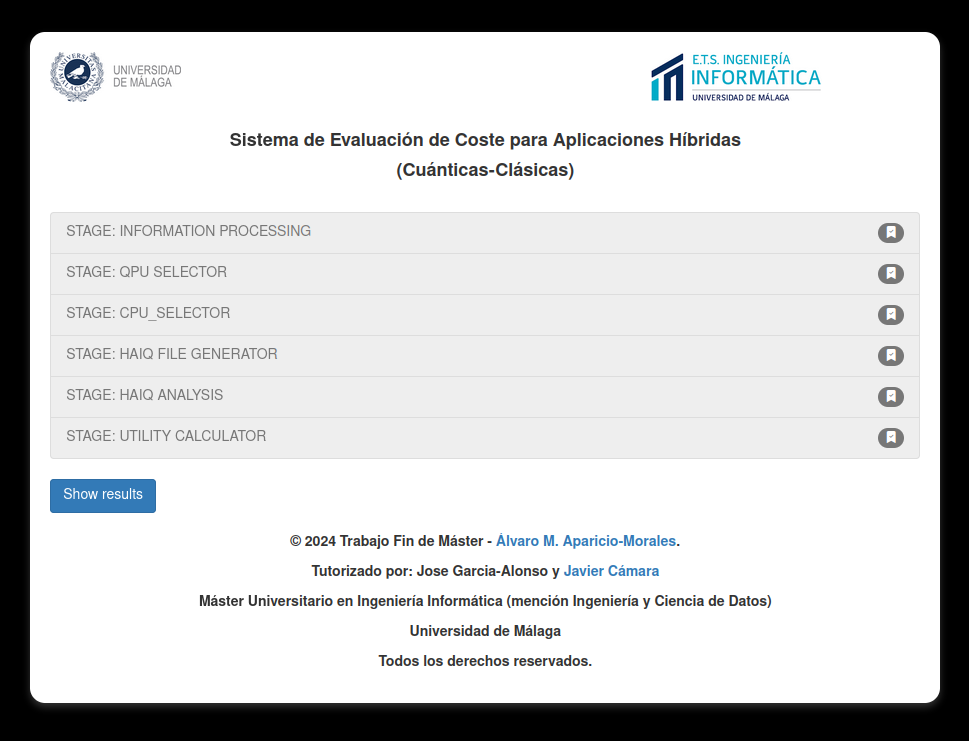 UNIVERSIDAD
DE MÁLAGA
E.T.S. INGENIERÍA
INFORMÁTICA
UNIVERSIDAD DE MÁLAGA
Sistema de Evaluación de Coste para Aplicaciones Híbridas
(Cuánticas-Clásicas)
STAGE: INFORMATION PROCESSING
STAGE: QPU SELECTOR
STAGE: CPU_SELECTOR
STAGE: HAIQ FILE GENERATOR
STAGE: HAIQ ANALYSIS
STAGE: UTILITY CALCULATOR
Show results
© 2024 Trabajo Fin de Máster - Álvaro M. Aparicio-Morales.
Tutorizado por: Jose Garcia-Alonso y Javier Cámara
Máster Universitario en Ingeniería Informática (mención Ingeniería y Ciencia de Datos)
Universidad de Málaga
Todos los derechos reservados.